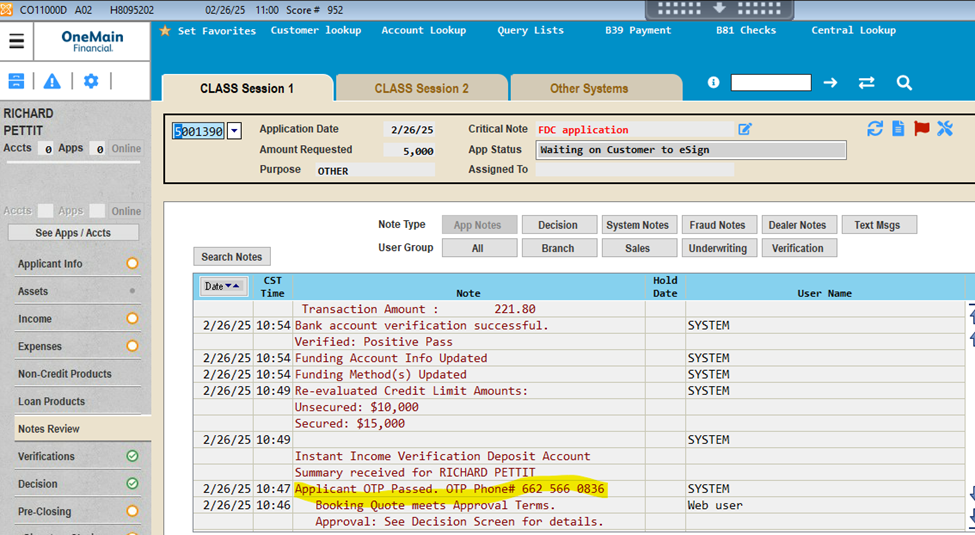 CO11000D A02 H8095202 02/26/25 11:00 Score # 952
OneMain
Financial.
Set Favorites Customer lookup Account Lookup Query Lists B39 Payment B81 Checks Central Lookup
CLASS Session 1 CLASS Session 2 Other Systems
RICHARD
PETTIT
Accts 0 Apps 0 Online
Accts Apps Online
See Apps / Accts
Applicant Info
Assets
Income
Expenses
Non-Credit Products
Loan Products
Notes Review
Verifications
Decision
Pre-Closing
5001390 Application Date 2/26/25 Critical Note FDC application
Amount Requested 5,000 App Status Waiting on Customer to eSign
Purpose OTHER Assigned To
Note Type App Notes Decision System Notes Fraud Notes Dealer Notes Text Msgs
User Group All Branch Sales Underwriting Verification
Search Notes
Date CST Time Note Hold Date User Name
Transaction Amount : 221.80
2/26/25 10:54 Bank account verification successful. SYSTEM
Verified: Positive Pass
2/26/25 10:54 Funding Account Info Updated SYSTEM
2/26/25 10:54 Funding Method(s) Updated SYSTEM
2/26/25 10:49 Re-evaluated Credit Limit Amounts: SYSTEM
Unsecured: $10,000
Secured: $15,000
2/26/25 10:49 SYSTEM
Instant Income Verification Deposit Account
Summary received for RICHARD PETTIT
2/26/25 10:47 Applicant OTP Passed. OTP Phone# 662 566 0836 SYSTEM
2/26/25 10:46 Booking Quote meets Approval Terms. Web user
Approval: See Decision Screen for details.